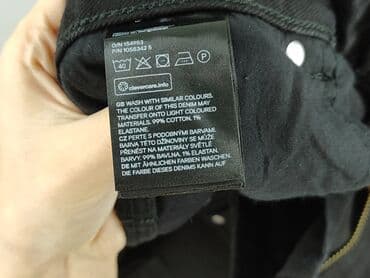 O/N 154953
P/N 1058342 5
40
P
clevercare.info
GB WASH WITH SIMILAR COLOURS.
THE COLOUR OF THIS DENIM MAY
TRANSFER ONTO LIGHT COLOURED
MATERIALS. 99% COTTON, 1%
ELASTANE.
CZ PERTE S PODOBNÝMI BARVAMI.
BARVA TÉTO DŽÍNOVINY SE MŮŽE
PŘENÉST NA MATERIÁLY SVĚTLÉ
BARVY. 99% BAVLNA, 1% ELASTAN.
DE MIT ÄHNLICHEN FARBEN WASCHEN.
DIE FARBE DIESES DENIMS KANN AUF